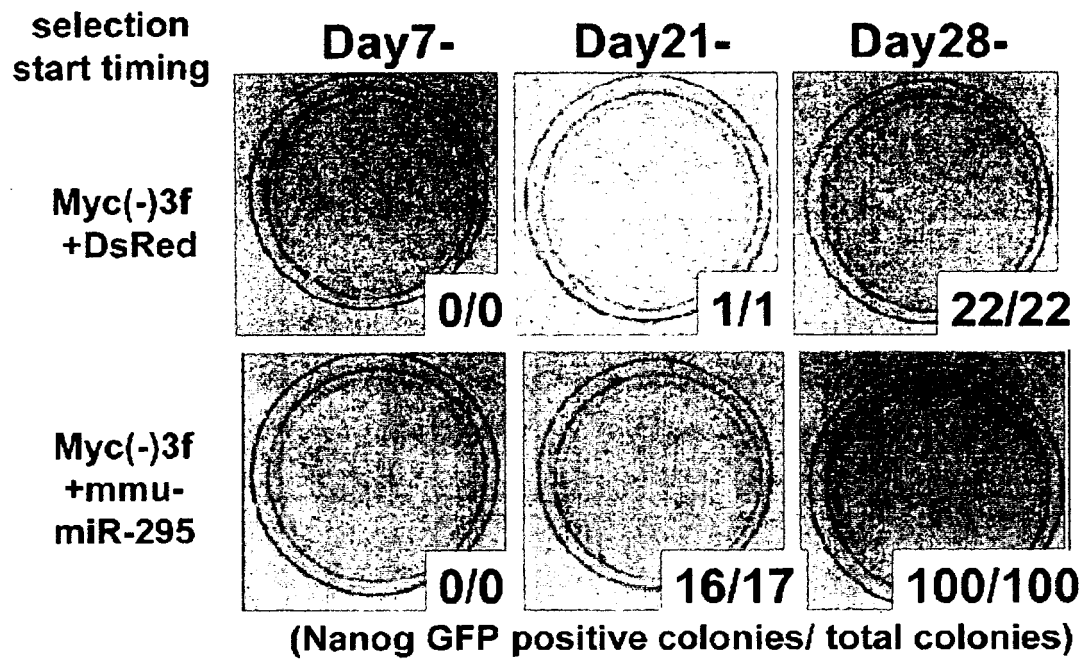 selection
start timing
Day7-
Day21-
Day28-
Myc(-)3f
+DsRed
0/0
1/1
22/22
Myc(-)3f
+mmu-
miR-295
0/0
16/17
100/100
(Nanog GFP positive colonies/ total colonies)